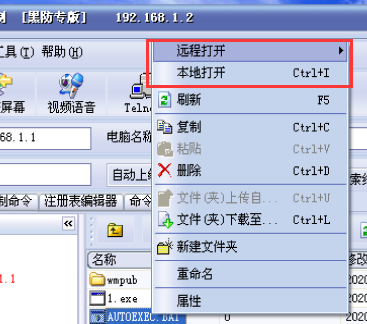 [黑防专版] 192.168.1.2
工具(T) 帮助(H)
屏幕 视频语音 Teln
68.1.1 电脑名称
自动上线
制命令 注册表编辑器 命令
«
名称 修改
wmpub 2020
1.exe 2020
AUTOEXEC.BAT 0 2020
.1
远程打开
本地打开 Ctrl+I
刷新 F5
复制 Ctrl+C
粘贴 Ctrl+V
删除 Ctrl+D
文件(夹)上传自... Ctrl+U
文件(夹)下载至... Ctrl+L
新建文件夹
重命名
属性